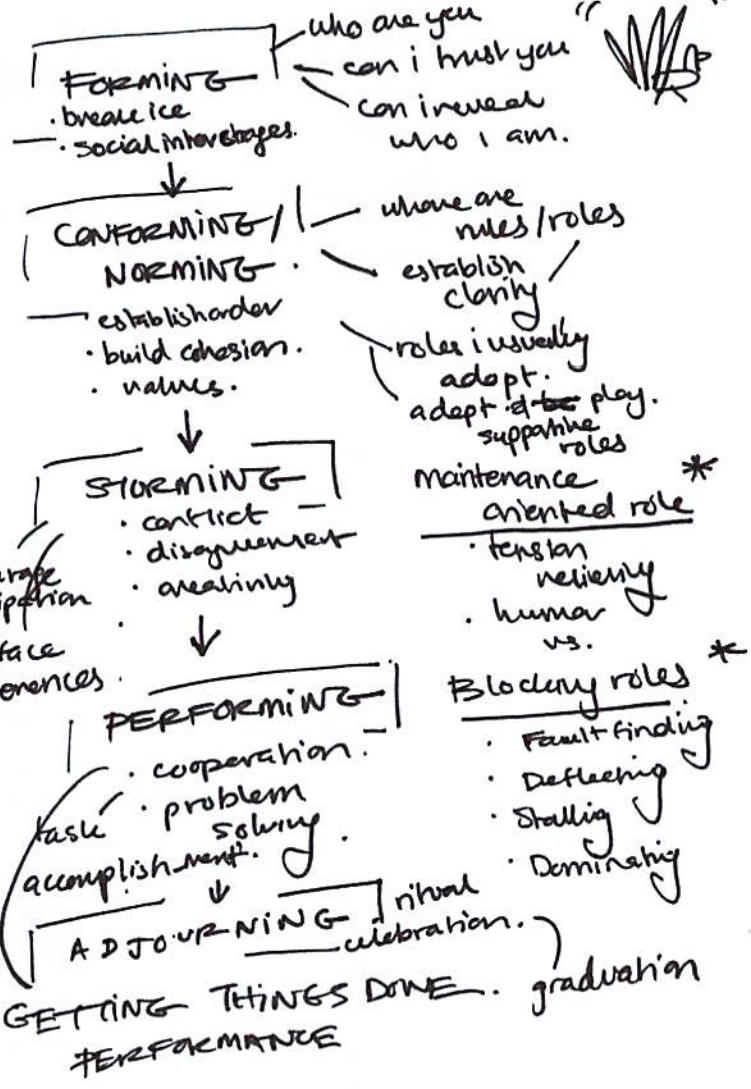 who are you
FORMING
can i trust you
can i reveal
who i am.
• break ice
• social interchanges.
CONFORMING/
NORMING.
where are
rules/roles
establish
clarity
• establish order
• build cohesion.
• values.
roles i usually
adopt.
adapt & play.
supportive
roles
STORMING
• conflict
• disagreement
• creativity
maintenance *
oriented role
• tension
relieving
• humor
vs.
Blocking roles *
• Fault finding
• Deflecting
• Stalling
• Dominating
PERFORMING
• cooperation.
• problem
solving.
task
accomplishment.
ADJOURNING
ritual
celebration.
graduation
GETTING THINGS DONE.
PERFORMANCE